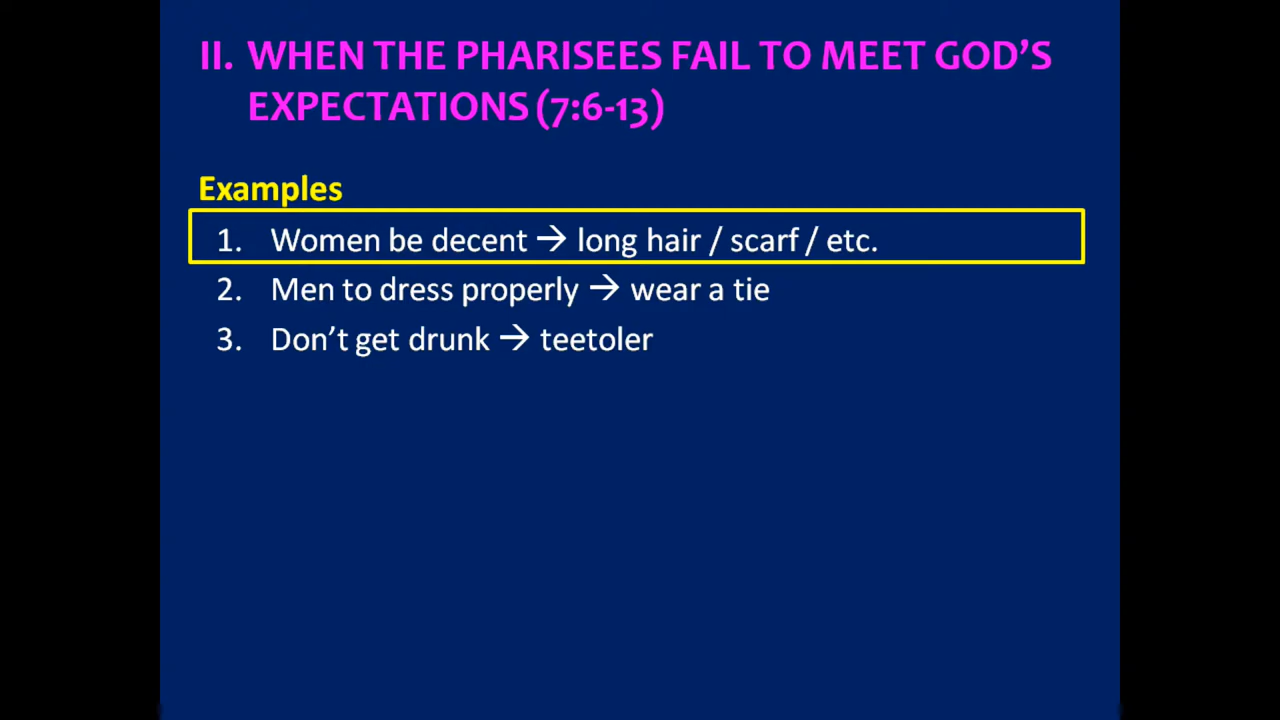 II. WHEN THE PHARISEES FAIL TO MEET GOD’S
EXPECTATIONS (7:6-13)
Examples
1. Women be decent → long hair / scarf / etc.
2. Men to dress properly → wear a tie
3. Don’t get drunk → teetoler